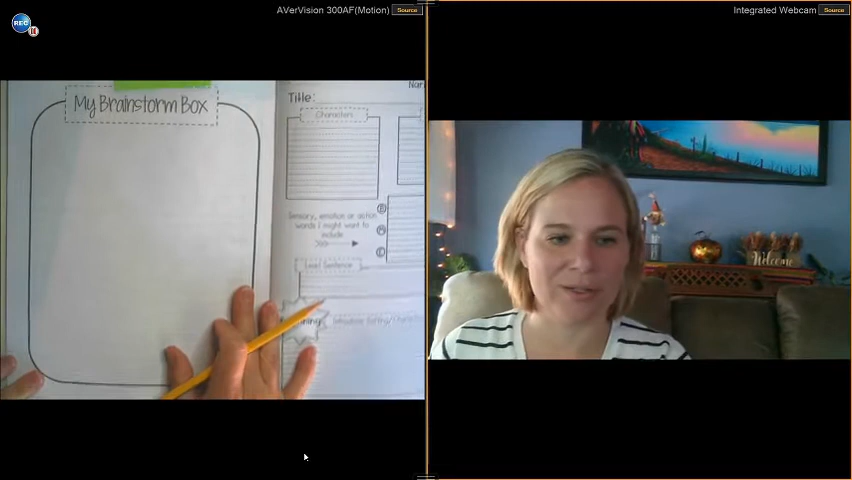 AVerVision 300AF(Motion) Source
Integrated Webcam Source
REC
My Brainstorm Box
Nam
Title:
Characters
Sensory, emotion or action
words I might want to
include
B
M
E
Lead Sentence
Welcome